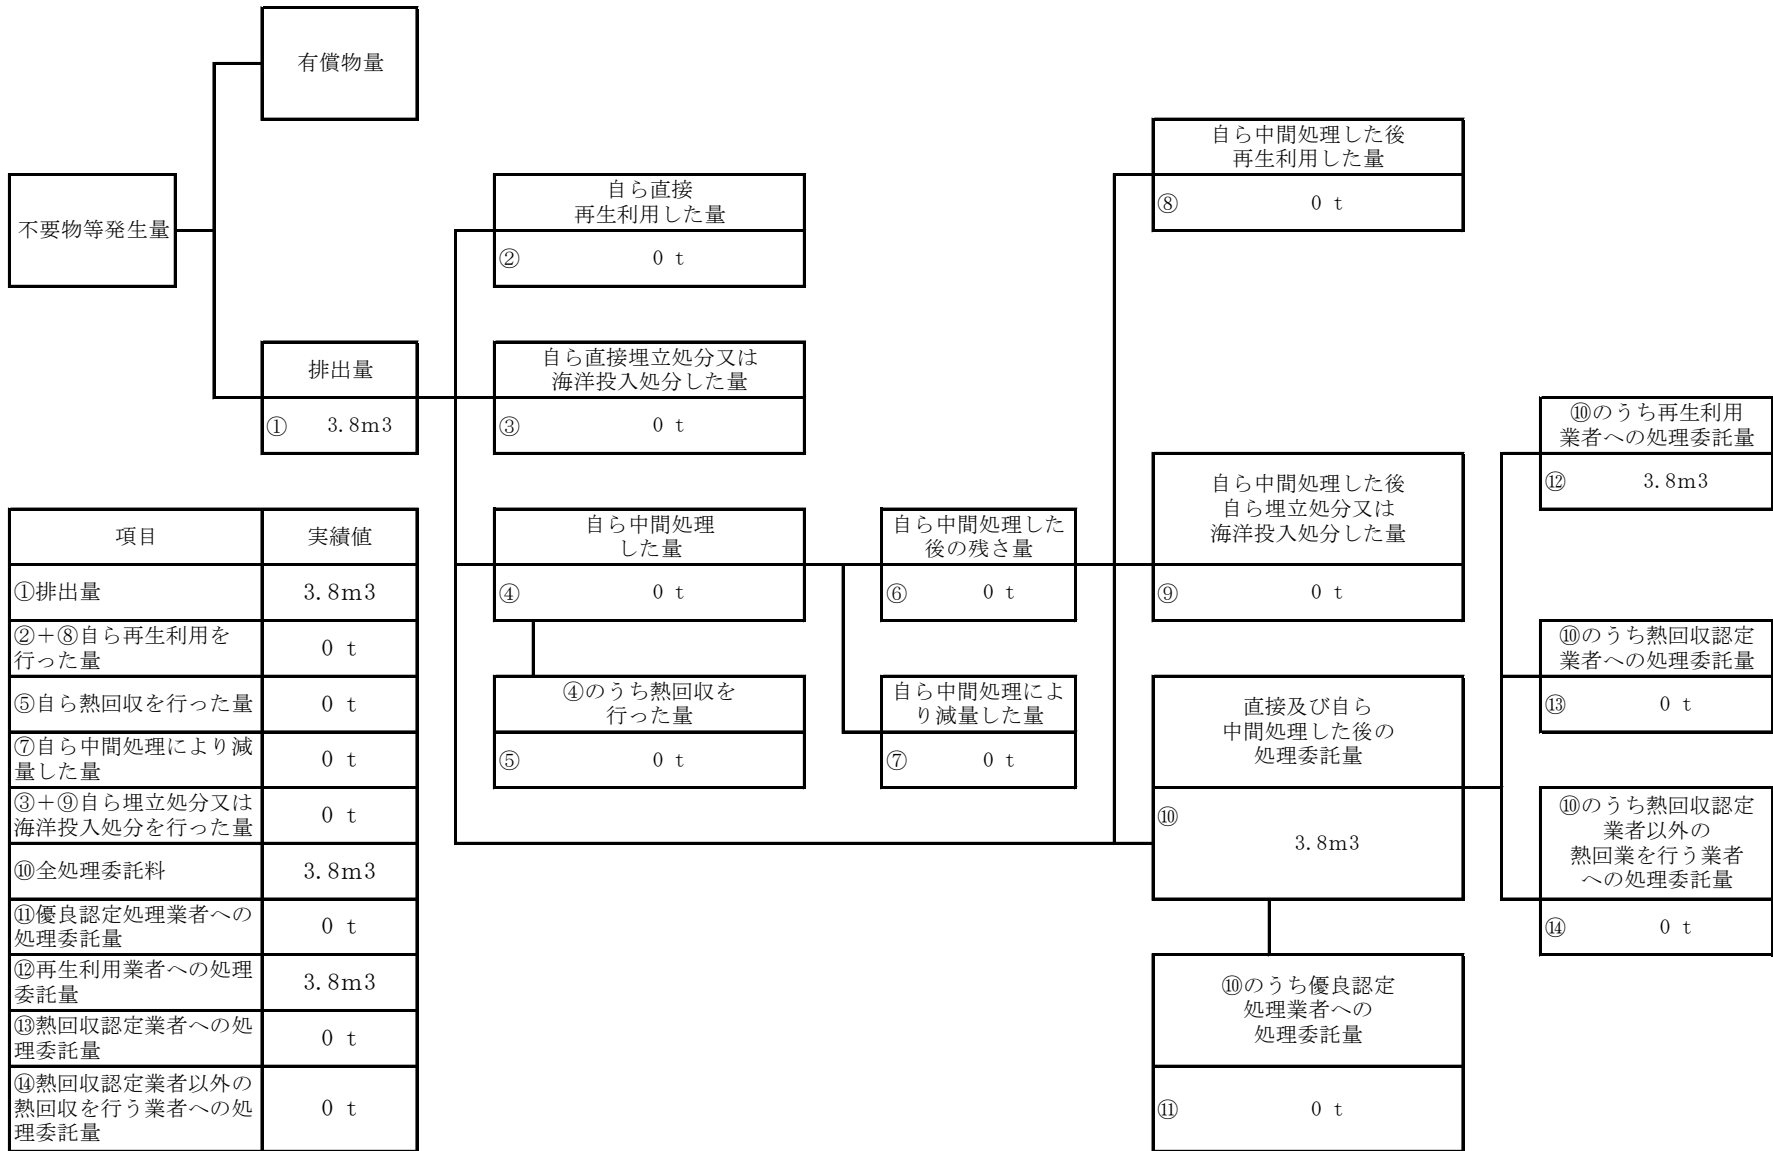 有償物量
不要物等発生量
排出量
① 3.8m3
自ら直接
再生利用した量
② 0 t
自ら直接埋立処分又は
海洋投入処分した量
③ 0 t
自ら中間処理
した量
④ 0 t
④のうち熱回収を
行った量
⑤ 0 t
自ら中間処理した
後の残さ量
⑥ 0 t
自ら中間処理によ
り減量した量
⑦ 0 t
自ら中間処理した後
再生利用した量
⑧ 0 t
自ら中間処理した後
自ら埋立処分又は
海洋投入処分した量
⑨ 0 t
直接及び自ら
中間処理した後の
処理委託量
⑩
3.8m3
⑩のうち優良認定
処理業者への
処理委託量
⑪ 0 t
⑩のうち再生利用
業者への処理委託量
⑫ 3.8m3
⑩のうち熱回収認定
業者への処理委託量
⑬ 0 t
⑩のうち熱回収認定
業者以外の
熱回業を行う業者
への処理委託量
⑭ 0 t
項目 実績値
①排出量 3.8m3
②＋⑧自ら再生利用を
行った量 0 t
⑤自ら熱回収を行った量 0 t
⑦自ら中間処理により減
量した量 0 t
③＋⑨自ら埋立処分又は
海洋投入処分を行った量 0 t
⑩全処理委託料 3.8m3
⑪優良認定処理業者への
処理委託量 0 t
⑫再生利用業者への処理
委託量 3.8m3
⑬熱回収認定業者への処
理委託量 0 t
⑭熱回収認定業者以外の
熱回収を行う業者への処 0 t
理委託量